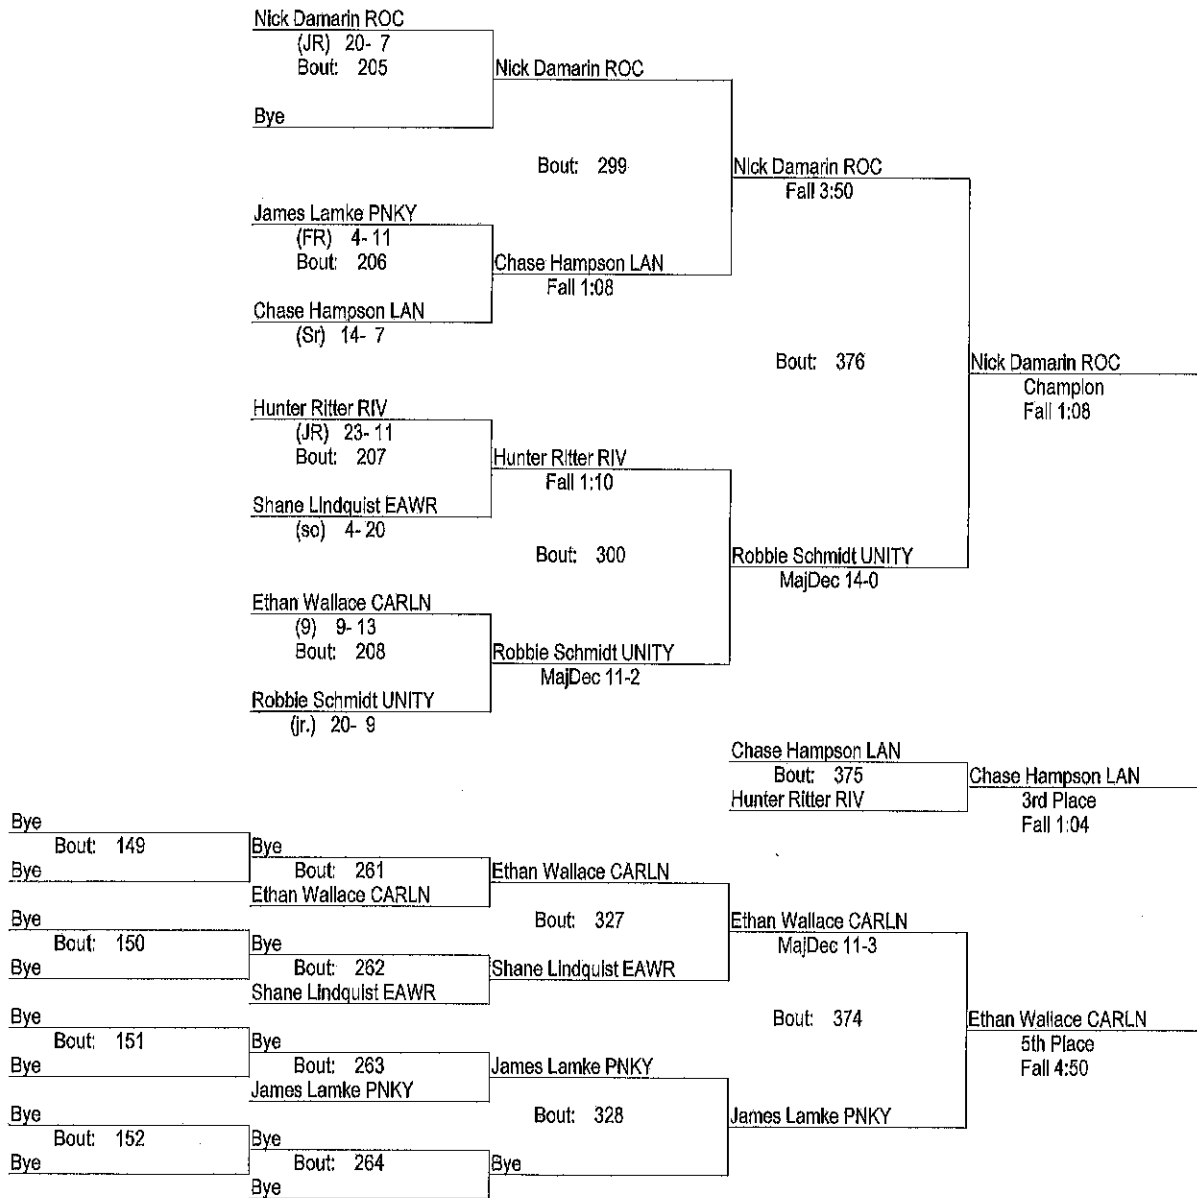 Nick Damarin ROC
(JR) 20- 7
Bout: 205
Nick Damarin ROC
Bye
Bout: 299
Nick Damarin ROC
Fall 3:50
James Lamke PNKY
(FR) 4- 11
Bout: 206
Chase Hampson LAN
Fall 1:08
Chase Hampson LAN
(Sr) 14- 7
Bout: 376
Nick Damarin ROC
Champion
Fall 1:08
Hunter Ritter RIV
(JR) 23- 11
Bout: 207
Hunter Ritter RIV
Fall 1:10
Shane Lindquist EAWR
(so) 4- 20
Bout: 300
Robbie Schmidt UNITY
MajDec 14-0
Ethan Wallace CARLN
(9) 9- 13
Bout: 208
Robbie Schmidt UNITY
MajDec 11-2
Robbie Schmidt UNITY
(jr.) 20- 9
Chase Hampson LAN
Bout: 375
Chase Hampson LAN
Hunter Ritter RIV
3rd Place
Fall 1:04
Bye
Bout: 149
Bye
Bye
Bout: 261
Ethan Wallace CARLN
Ethan Wallace CARLN
Bye
Bout: 150
Bye
Bye
Bout: 262
Shane Lindquist EAWR
Bout: 327
Shane Lindquist EAWR
Ethan Wallace CARLN
MajDec 11-3
Bye
Bout: 151
Bye
Bye
Bout: 263
James Lamke PNKY
James Lamke PNKY
Bout: 374
Ethan Wallace CARLN
5th Place
Fall 4:50
Bye
Bout: 152
Bye
Bye
Bout: 264
Bye
Bout: 328
Bye
James Lamke PNKY